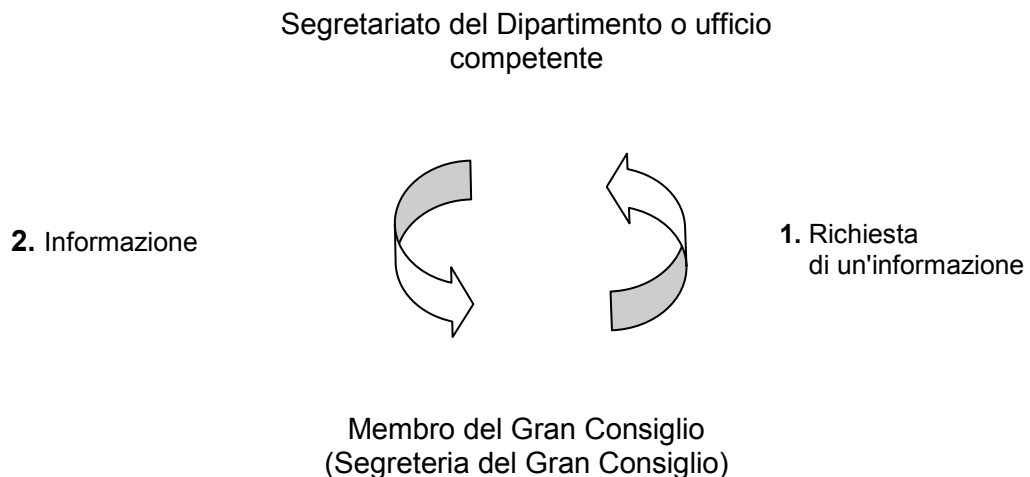 Segretariato del Dipartimento o ufficio
competente
2. Informazione
1. Richiesta
di un'informazione
Membro del Gran Consiglio
(Segreteria del Gran Consiglio)